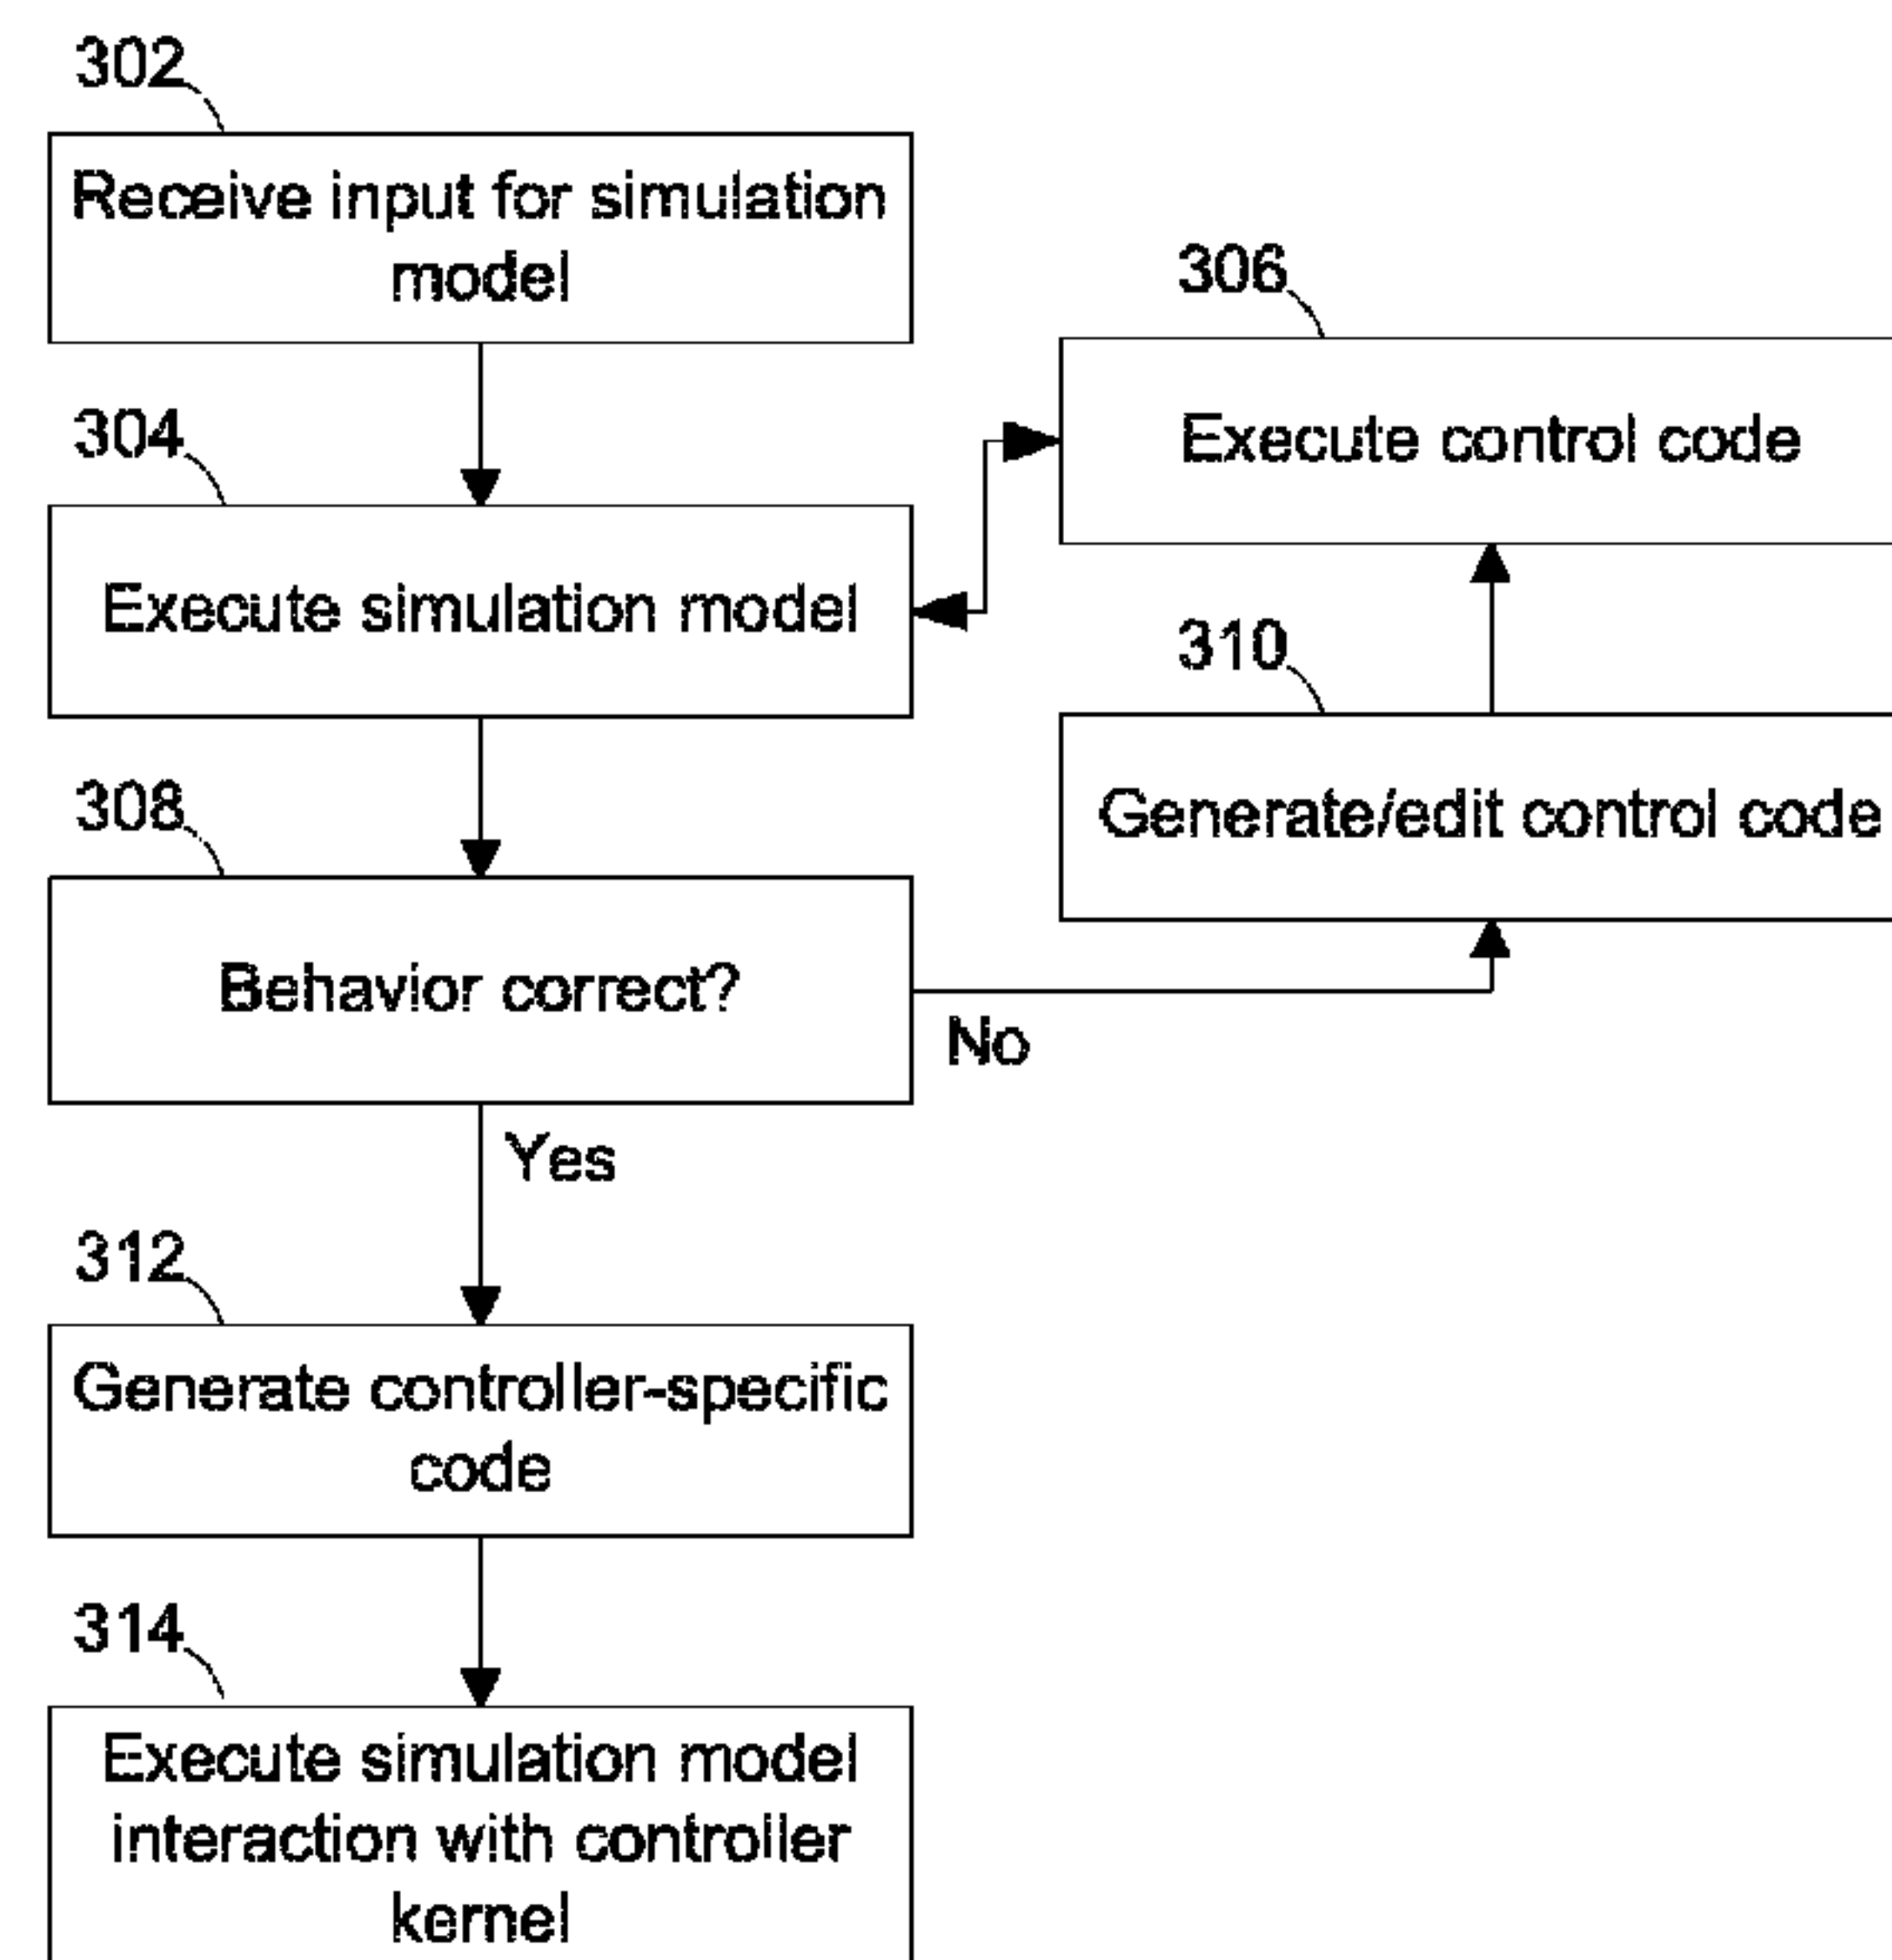 302
Receive input for simulation
model
306
Execute control code
304
Execute simulation model
310
Generate/edit control code
308
Behavior correct?
No
Yes
312
Generate controller-specific
code
314
Execute simulation model
interaction with controller
kernel